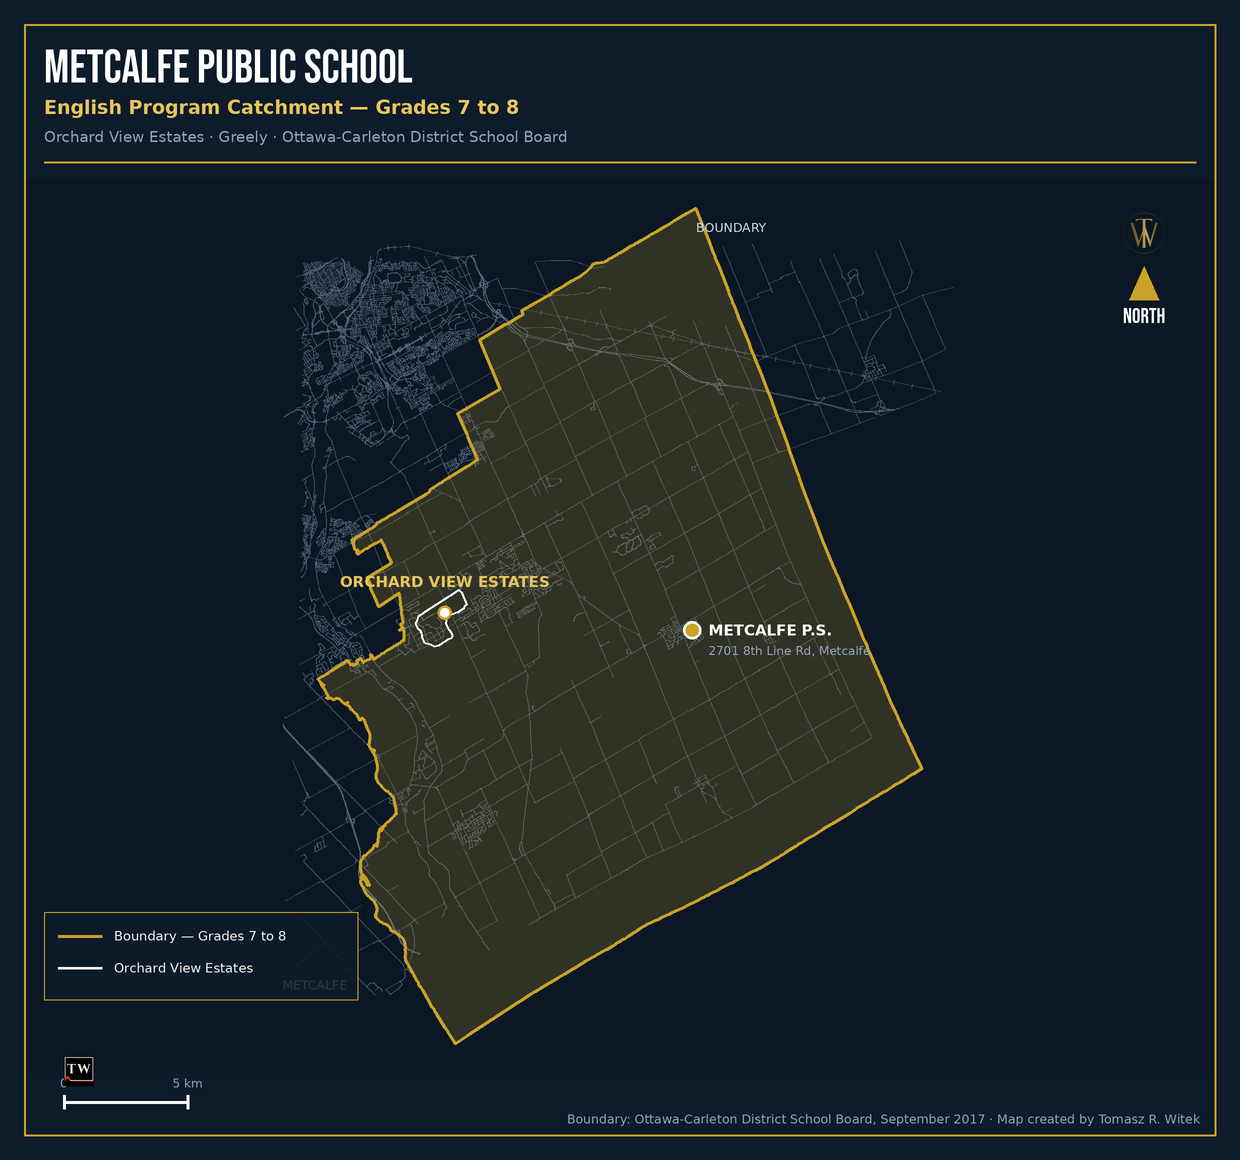 METCALFE PUBLIC SCHOOL
English Program Catchment — Grades 7 to 8
Orchard View Estates · Greely · Ottawa-Carleton District School Board
BOUNDARY
TW
NORTH
ORCHARD VIEW ESTATES
METCALFE P.S.
2701 8th Line Rd, Metcalfe
Boundary — Grades 7 to 8
Orchard View Estates
METCALFE
TW
0 5 km
Boundary: Ottawa-Carleton District School Board, September 2017 · Map created by Tomasz R. Witek